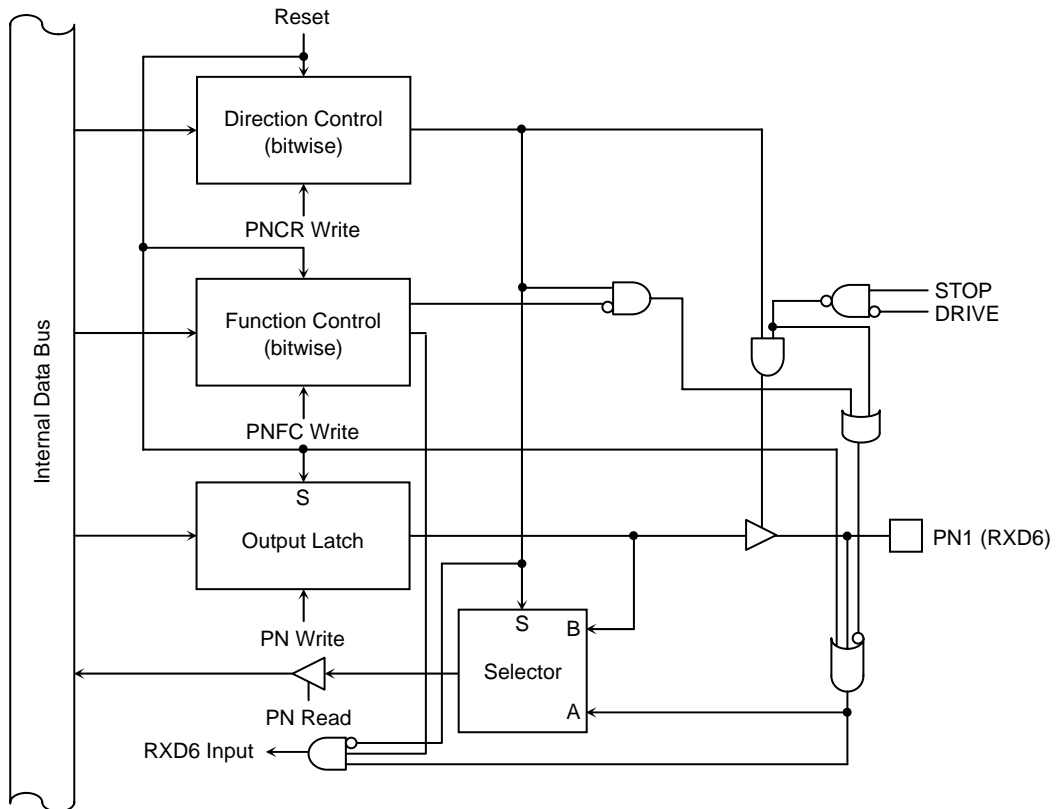 Reset
Direction Control
(bitwise)
PNCR Write
Function Control
(bitwise)
STOP
DRIVE
Internal Data Bus
PNFC Write
S
Output Latch
PN1 (RXD6)
PN Write
S
B
Selector
A
PN Read
RXD6 Input